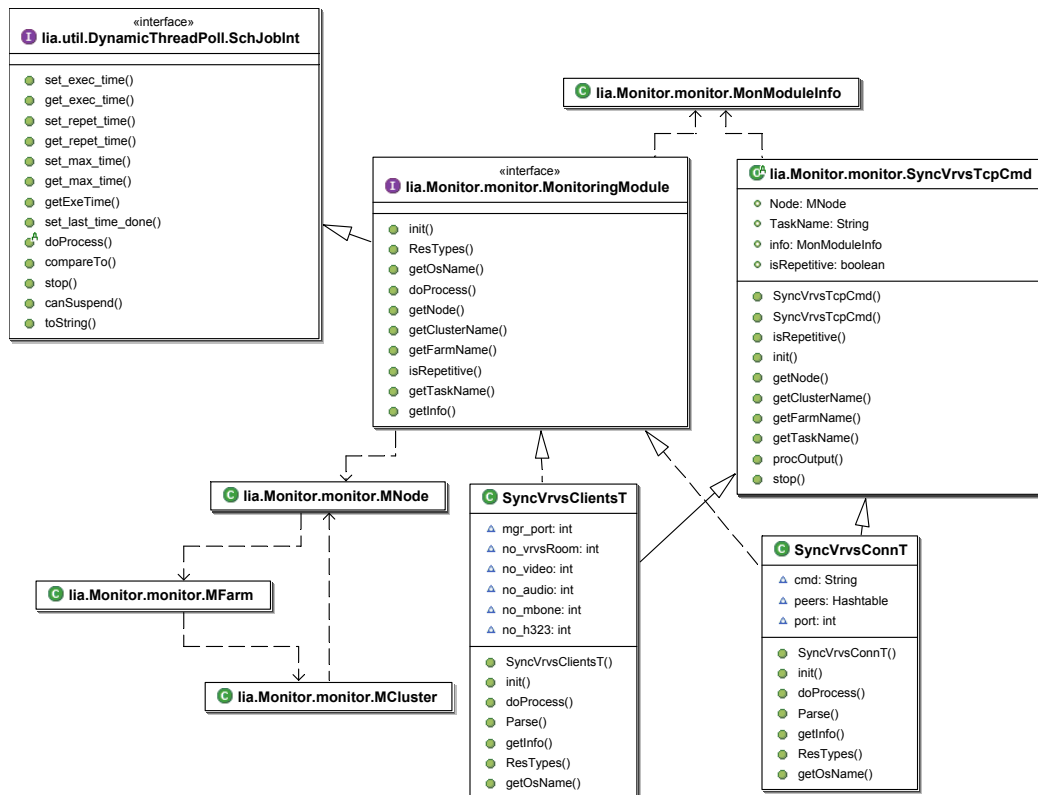 «interface»
I lia.util.DynamicThreadPoll.SchJobInt
set_exec_time()
get_exec_time()
set_repet_time()
get_repet_time()
set_max_time()
get_max_time()
getExeTime()
set_last_time_done()
A doProcess()
compareTo()
stop()
canSuspend()
toString()
C lia.Monitor.monitor.MonModuleInfo
«interface»
I lia.Monitor.monitor.MonitoringModule
init()
ResTypes()
getOsName()
doProcess()
getNode()
getClusterName()
getFarmName()
isRepetitive()
getTaskName()
getInfo()
C A lia.Monitor.monitor.SyncVrvsTcpCmd
Node: MNode
TaskName: String
info: MonModuleInfo
isRepetitive: boolean
SyncVrvsTcpCmd()
SyncVrvsTcpCmd()
isRepetitive()
init()
getNode()
getClusterName()
getFarmName()
getTaskName()
procOutput()
stop()
C lia.Monitor.monitor.MNode
C lia.Monitor.monitor.MFarm
C lia.Monitor.monitor.MCluster
C SyncVrvsClientsT
mgr_port: int
no_vrvsRoom: int
no_video: int
no_audio: int
no_mbone: int
no_h323: int
SyncVrvsClientsT()
init()
doProcess()
Parse()
getInfo()
ResTypes()
getOsName()
C SyncVrvsConnT
cmd: String
peers: Hashtable
port: int
SyncVrvsConnT()
init()
doProcess()
Parse()
getInfo()
ResTypes()
getOsName()